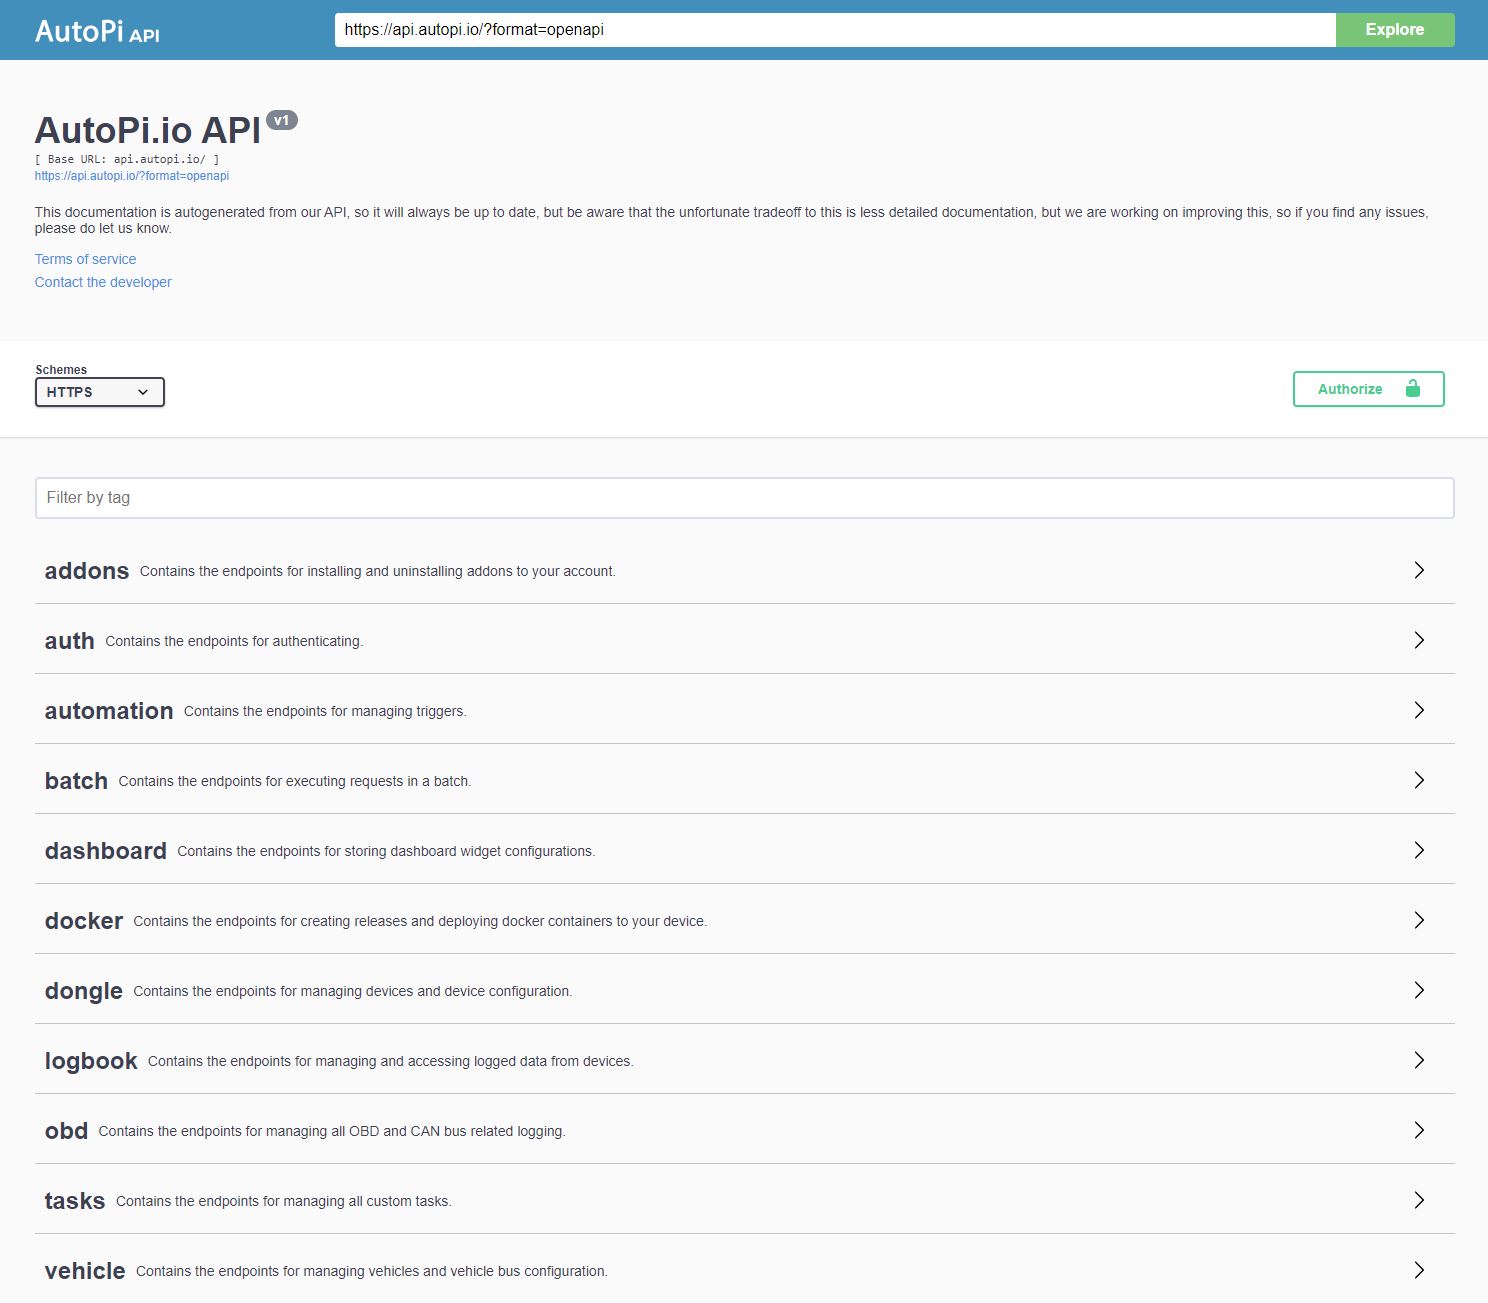 AutoPi API
https://api.autopi.io/?format=openapi
Explore
AutoPi.io API v1
[ Base URL: api.autopi.io/ ]
https://api.autopi.io/?format=openapi
This documentation is autogenerated from our API, so it will always be up to date, but be aware that the unfortunate tradeoff to this is less detailed documentation, but we are working on improving this, so if you find any issues,
please do let us know.
Terms of service
Contact the developer
Schemes
HTTPS
Authorize
Filter by tag
addons Contains the endpoints for installing and uninstalling addons to your account.
auth Contains the endpoints for authenticating.
automation Contains the endpoints for managing triggers.
batch Contains the endpoints for executing requests in a batch.
dashboard Contains the endpoints for storing dashboard widget configurations.
docker Contains the endpoints for creating releases and deploying docker containers to your device.
dongle Contains the endpoints for managing devices and device configuration.
logbook Contains the endpoints for managing and accessing logged data from devices.
obd Contains the endpoints for managing all OBD and CAN bus related logging.
tasks Contains the endpoints for managing all custom tasks.
vehicle Contains the endpoints for managing vehicles and vehicle bus configuration.